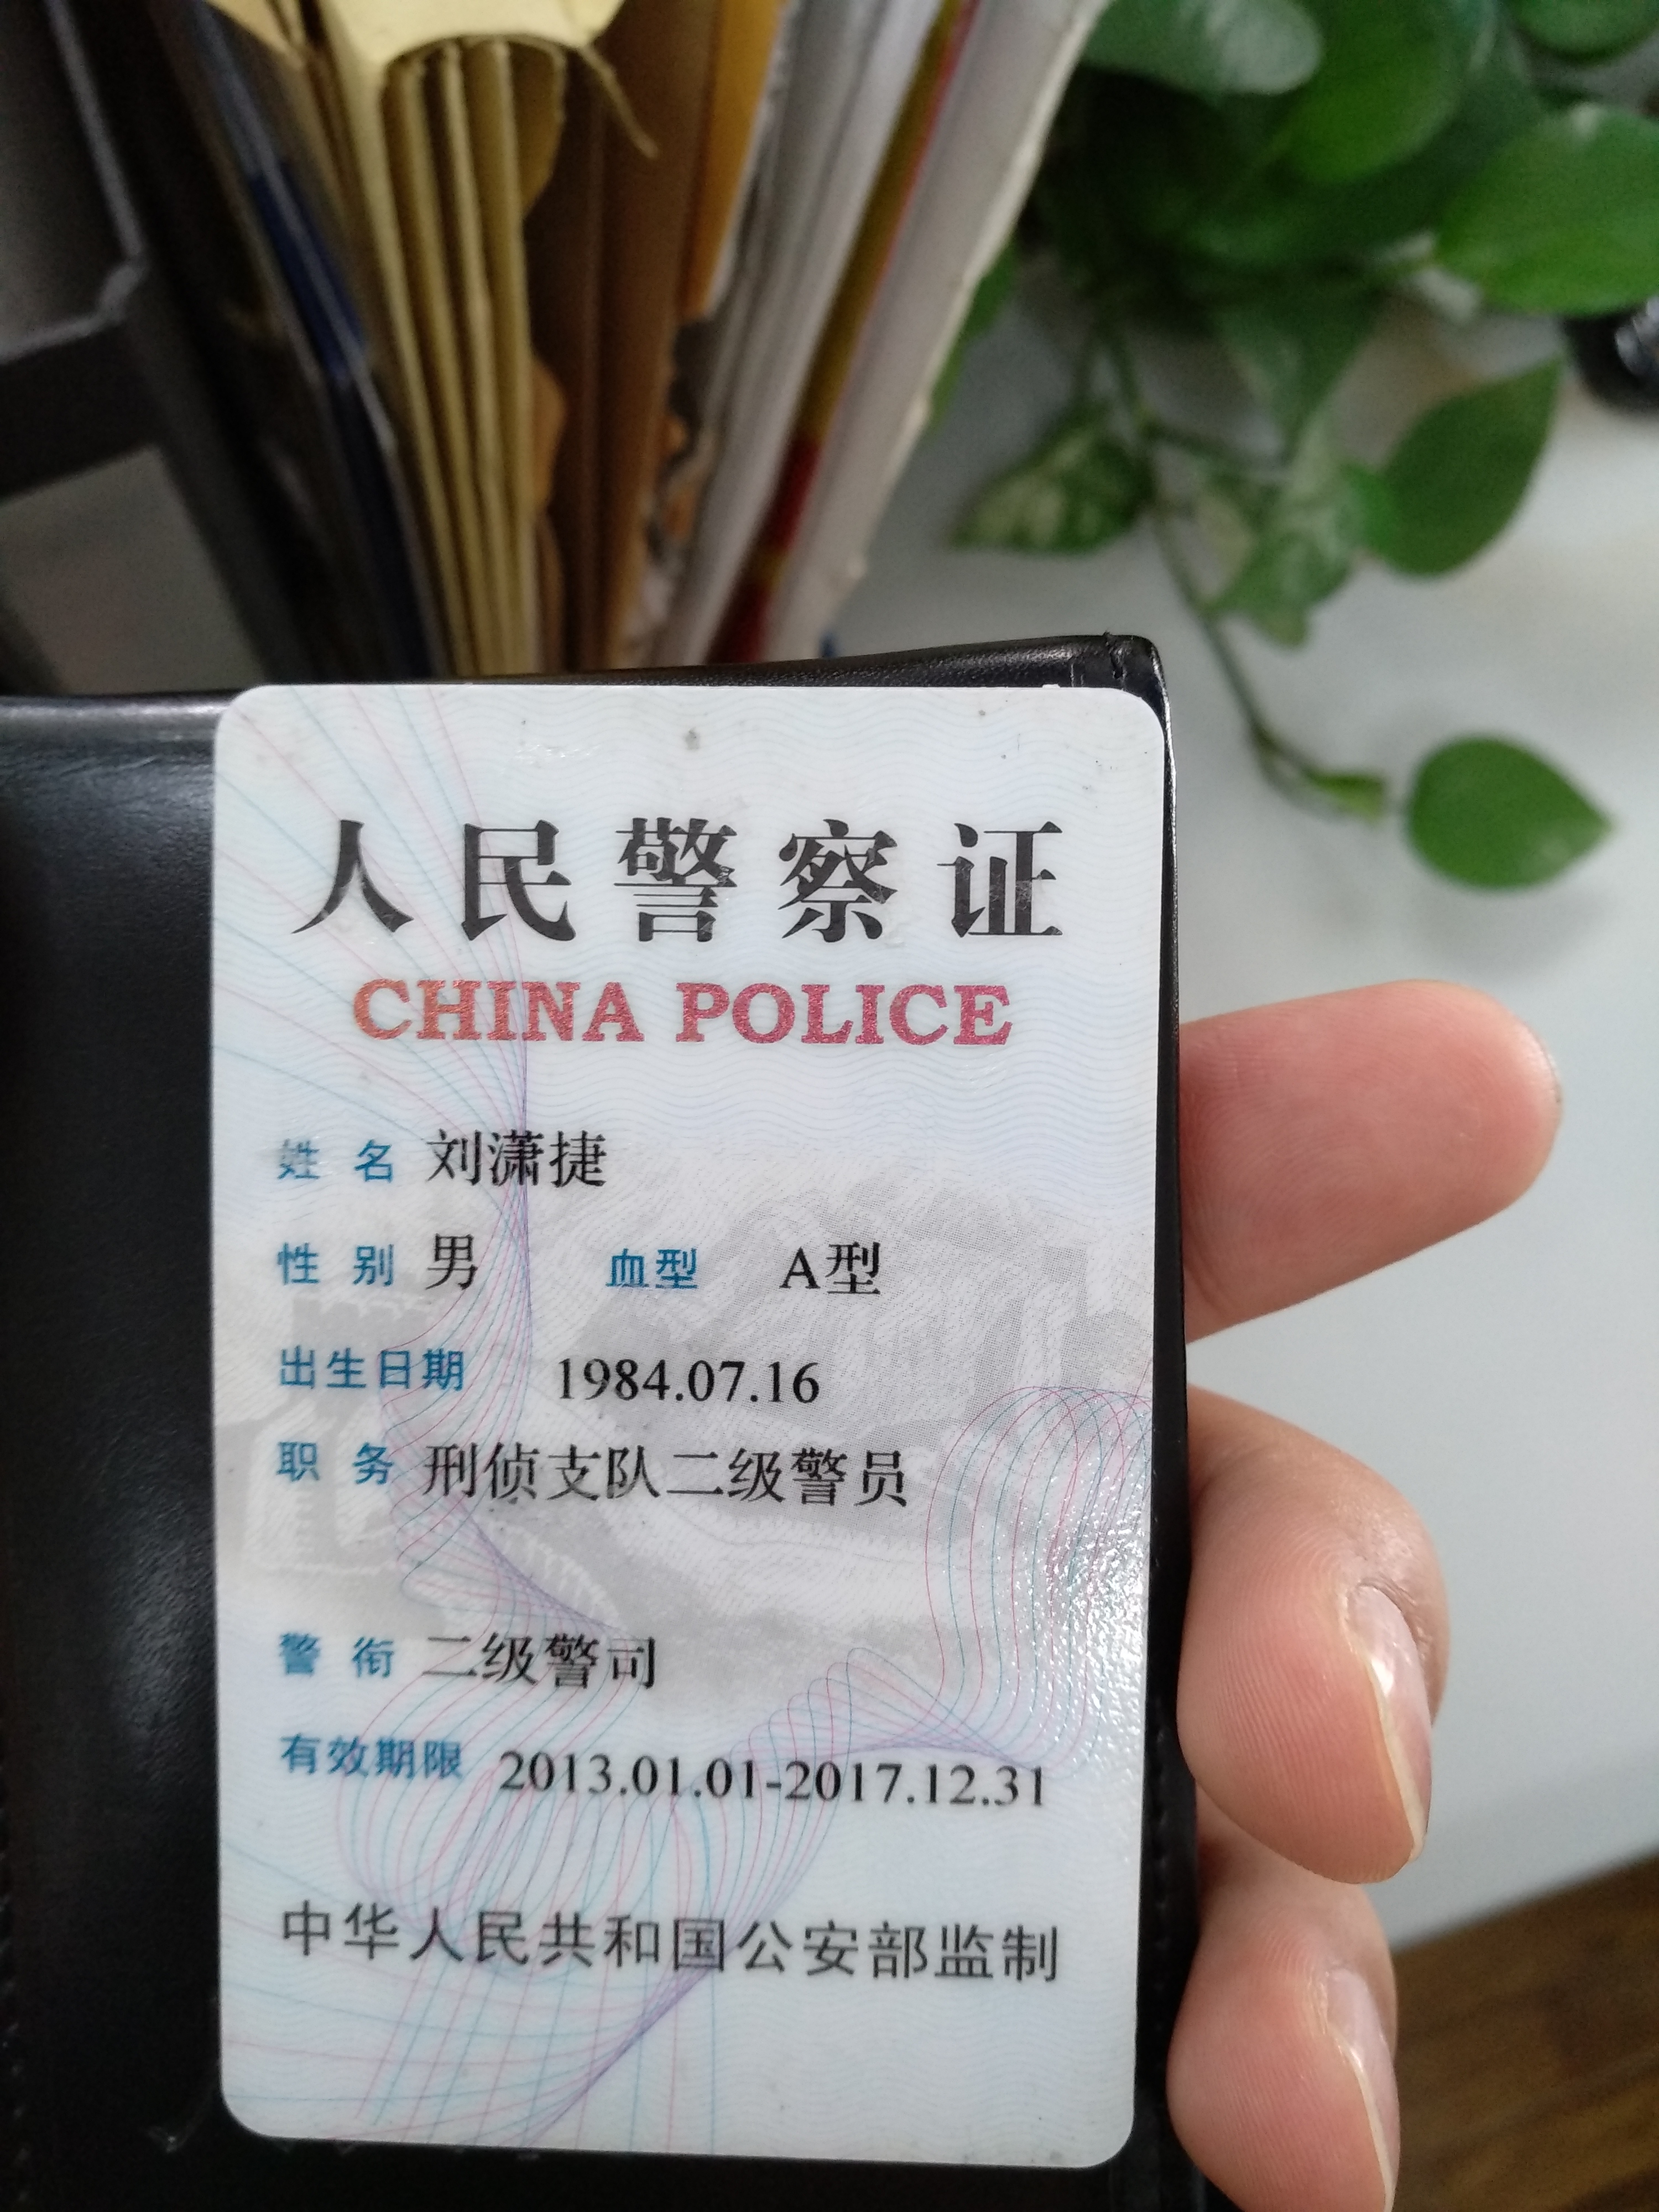 人民警察证
CHINA POLICE
姓 名 刘潇捷
性 别 男 血型 A型
出生日期 1984.07.16
职 务 刑侦支队二级警员
警 衔 二级警司
有效期限 2013.01.01-2017.12.31
中华人民共和国公安部监制